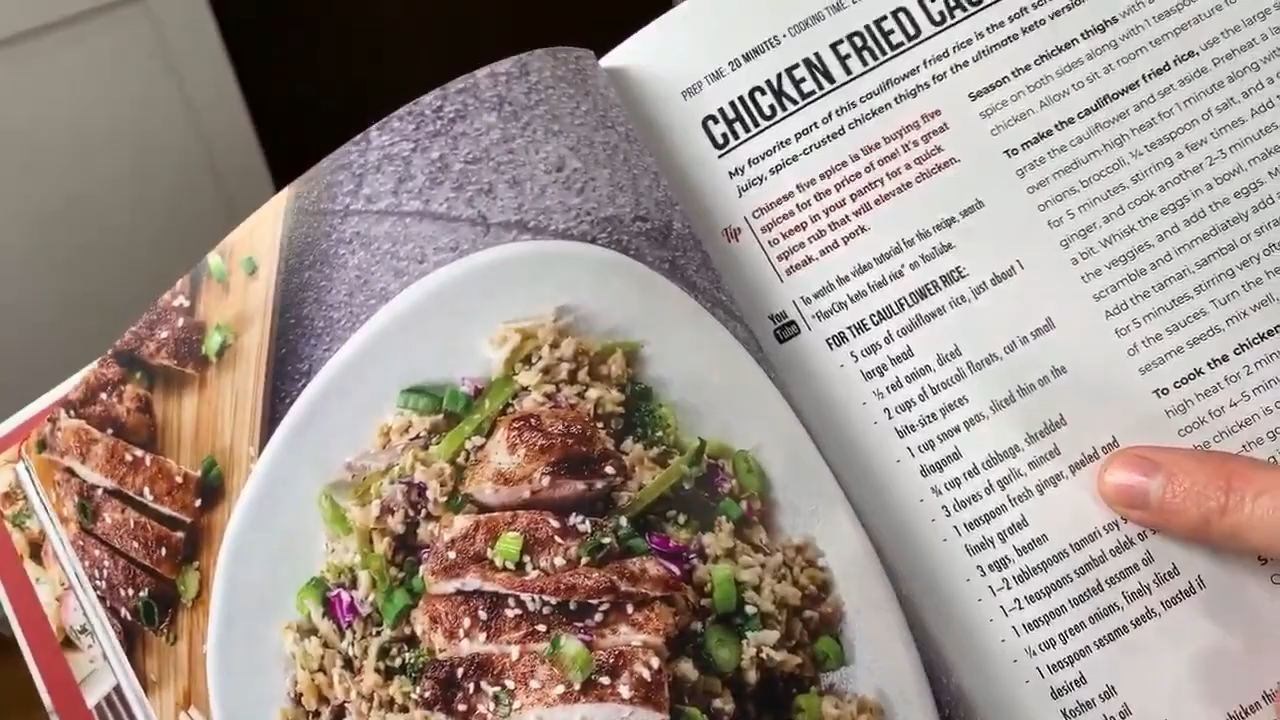 PREP TIME: 20 MINUTES • COOKING TIME:
CHICKEN FRIED
My favorite part of this cauliflower fried rice is the soft
juicy, spice-crusted chicken thighs for the ultimate keto version
Tip
Chinese five spice is like buying five
spices for the price of one! It's great
to keep in your pantry for a quick
spice rub that will elevate chicken,
steak, and pork.
You
Tube
To watch the video tutorial for this recipe, search
"FlavCity keto fried rice" on YouTube.
FOR THE CAULIFLOWER RICE:
- 5 cups of cauliflower rice, just about 1
large head
- ½ red onion, diced
- 2 cups of broccoli florets, cut in small
bite-size pieces
- 1 cup snow peas, sliced thin on the
diagonal
- ¾ cup red cabbage, shredded
- 3 cloves of garlic, minced
- 1 teaspoon fresh ginger, peeled and
finely grated
- 3 eggs, beaten
- 1–2 tablespoons tamari soy
- 1–2 teaspoons sambal oelek or
- 1 teaspoon toasted sesame oil
- ¼ cup green onions, finely sliced
- 1 teaspoon sesame seeds, toasted if
desired
Kosher salt
oil
Season the chicken thighs with
spice on both sides along with 1
chicken. Allow to sit at room temperature
To make the cauliflower fried rice, use the large
grate the cauliflower and set aside. Preheat a
over medium-high heat for 1 minute along with
onions, broccoli, ¼ teaspoon of salt, and a
for 5 minutes, stirring a few times. Add
ginger, and cook another 2–3 minutes
a bit. Whisk the eggs in a bowl, make
the veggies, and add the eggs.
scramble and immediately add
Add the tamari, sambal or
for 5 minutes, stirring very
of the sauces. Turn the
sesame seeds, mix well,
To cook the chicken
high heat for 2
cook for 4–5
the chicken is